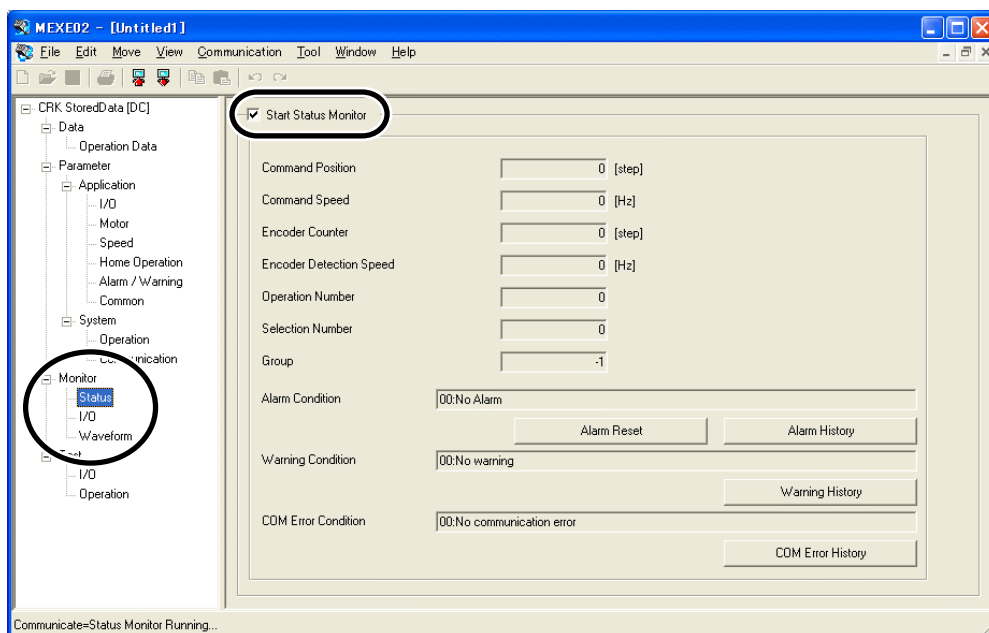 MEXE02 - [Untitled1]
File Edit Move View Communication Tool Window Help
CRK StoredData [DC]
Data
Operation Data
Parameter
Application
I/O
Motor
Speed
Home Operation
Alarm / Warning
Common
System
Operation
Communication
Monitor
Status
I/O
Waveform
Test
I/O
Operation
Start Status Monitor
Command Position 0 [step]
Command Speed 0 [Hz]
Encoder Counter 0 [step]
Encoder Detection Speed 0 [Hz]
Operation Number 0
Selection Number 0
Group -1
Alarm Condition 00:No Alarm
Alarm Reset Alarm History
Warning Condition 00:No warning
Warning History
COM Error Condition 00:No communication error
COM Error History
Communicate=Status Monitor Running...